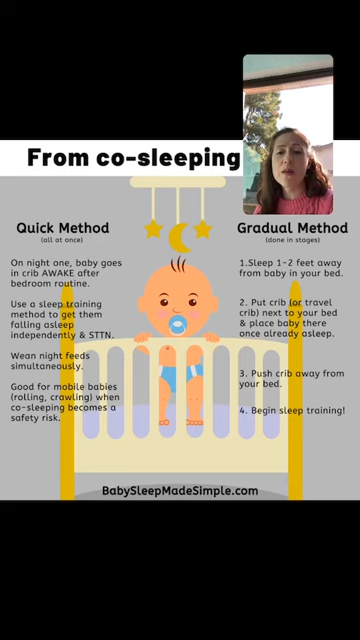 From co-sleeping
Quick Method
(all at once)
On night one, baby goes
in crib AWAKE after
bedroom routine.
Use a sleep training
method to get them
falling asleep
independently & STTN.
Wean night feeds
simultaneously.
Good for mobile babies
(rolling, crawling) when
co-sleeping becomes a
safety risk.
Gradual Method
(done in stages)
1.Sleep 1-2 feet away
from baby in your bed.
2. Put crib (or travel
crib) next to your bed
& place baby there
once already asleep.
3. Push crib away from
your bed.
4. Begin sleep training!
BabySleepMadeSimple.com